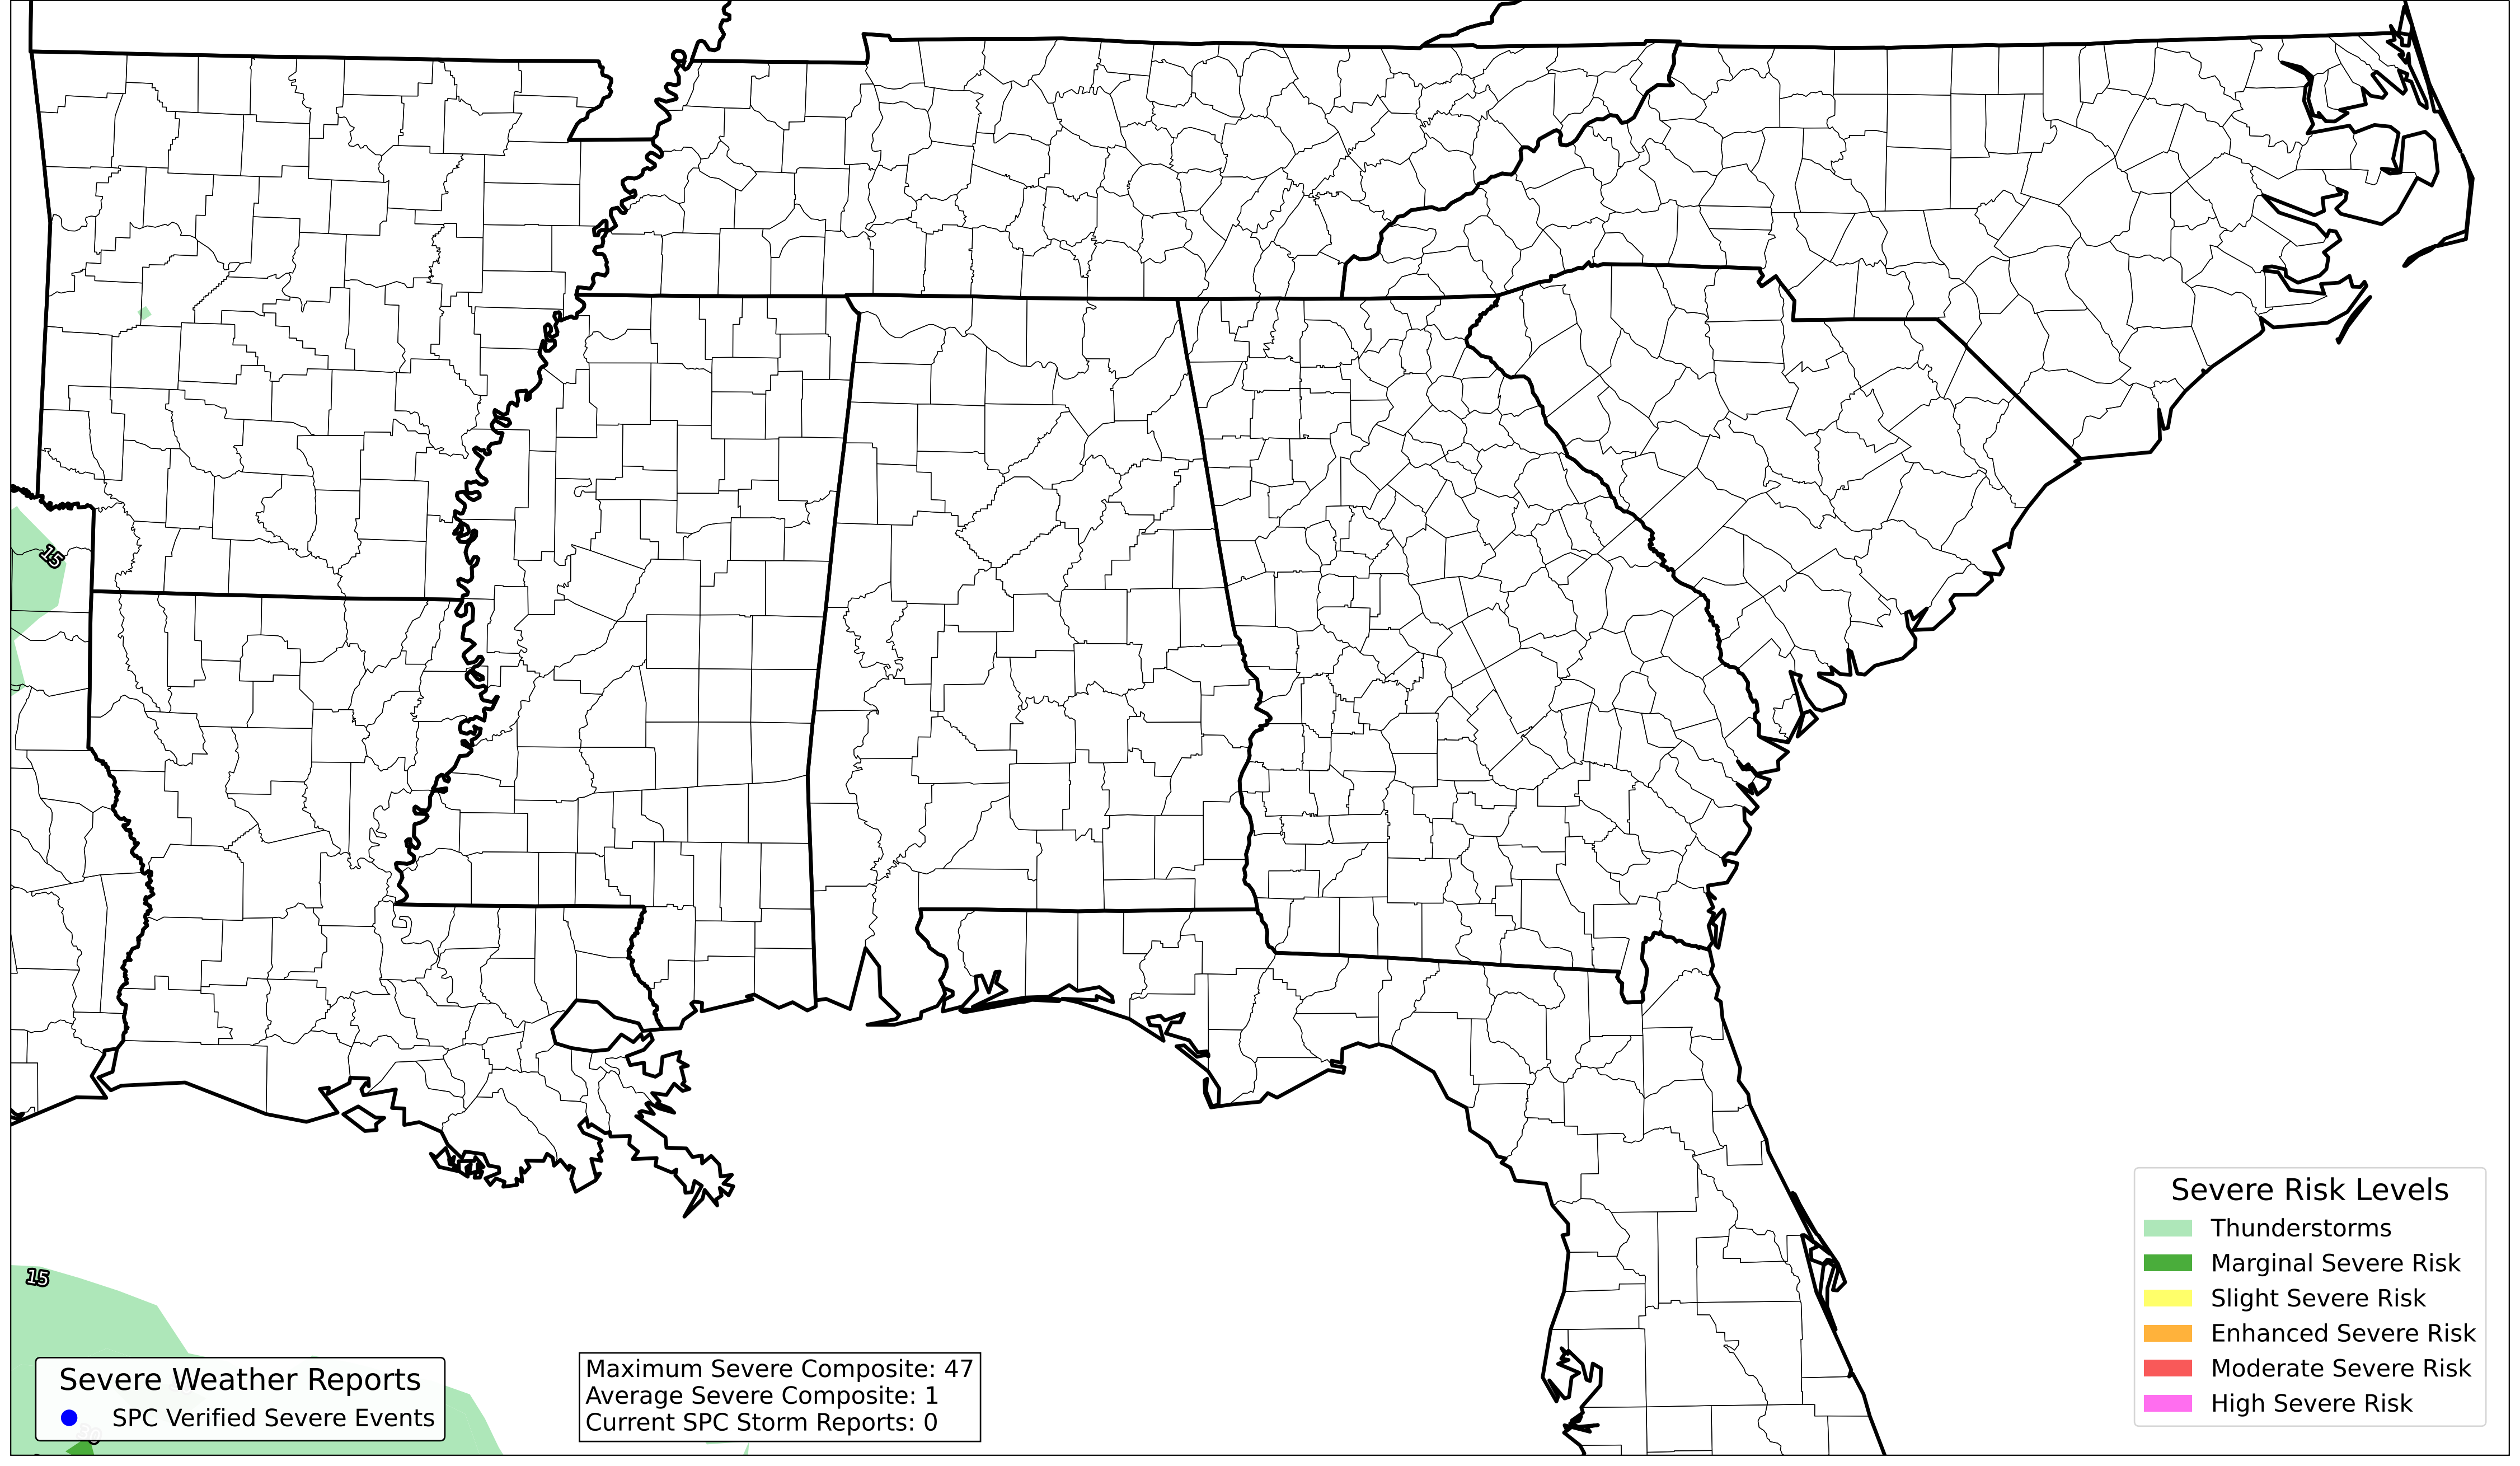 15
15
Severe Weather Reports
SPC Verified Severe Events
Maximum Severe Composite: 47
Average Severe Composite: 1
Current SPC Storm Reports: 0
Severe Risk Levels
Thunderstorms
Marginal Severe Risk
Slight Severe Risk
Enhanced Severe Risk
Moderate Severe Risk
High Severe Risk